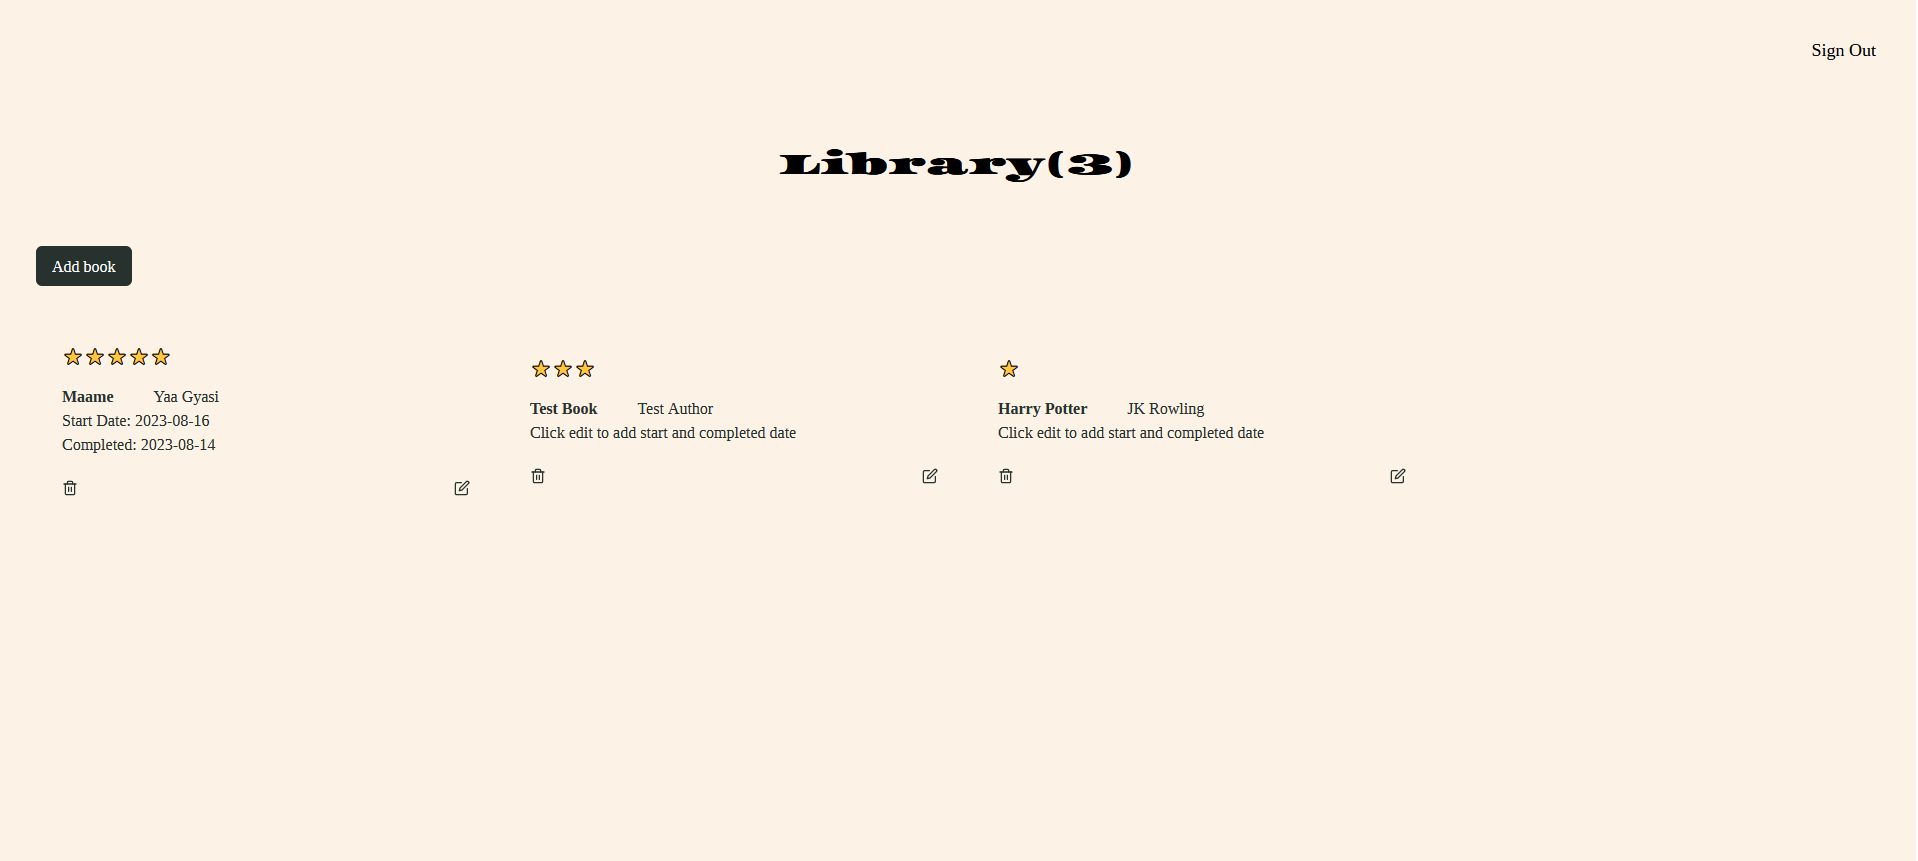 Sign Out
Library(3)
Add book
Maame Yaa Gyasi
Start Date: 2023-08-16
Completed: 2023-08-14
Test Book Test Author
Click edit to add start and completed date
Harry Potter JK Rowling
Click edit to add start and completed date